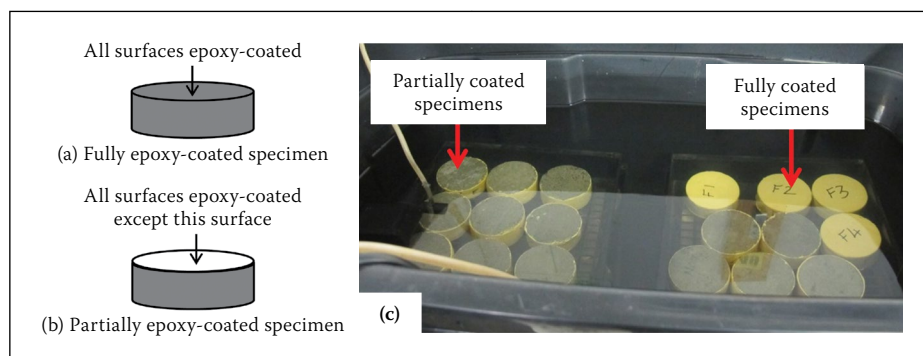 All surfaces epoxy-coated
(a) Fully epoxy-coated specimen
All surfaces epoxy-coated
except this surface
(b) Partially epoxy-coated specimen
(c)
Partially coated
specimens
Fully coated
specimens
F2
F3
F4